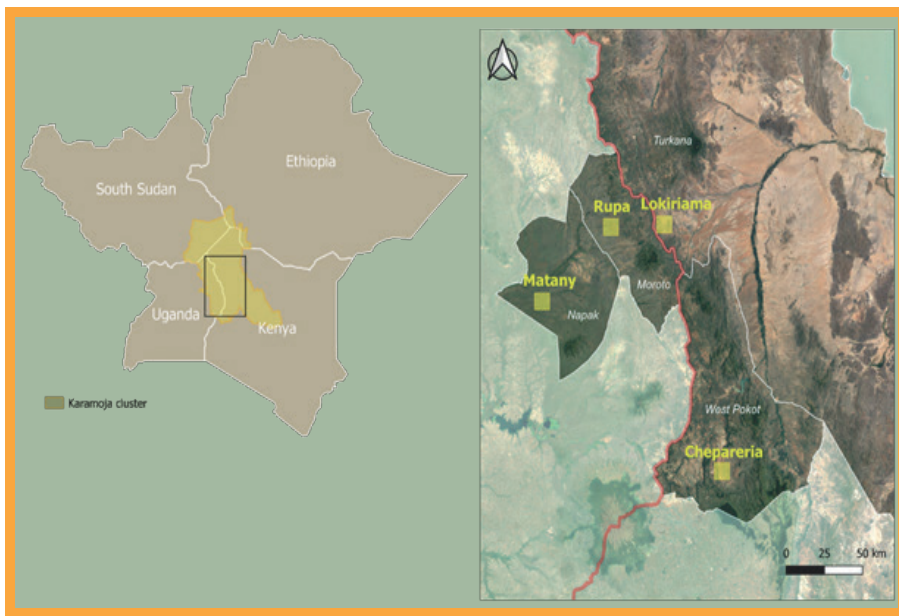 Ethiopia
South Sudan
Uganda
Kenya
Karamoja cluster
Turkana
Rupa
Lokiriama
Matany
Moroto
Napak
West Pokot
Chepareria
0 25 50 km